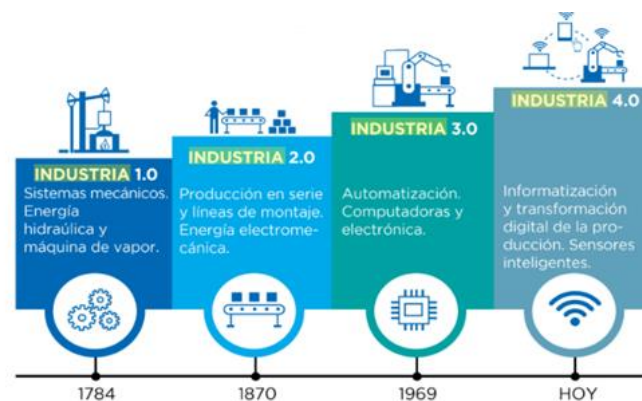 INDUSTRIA 1.0
Sistemas mecánicos.
Energía
hidraúlica y
máquina de vapor.
INDUSTRIA 2.0
Producción en serie
y líneas de montaje.
Energía electrome-
cánica.
INDUSTRIA 3.0
Automatización.
Computadoras y
electrónica.
INDUSTRIA 4.0
Informatización
y transformación
digital de la pro-
ducción. Sensores
inteligentes.
1784
1870
1969
HOY